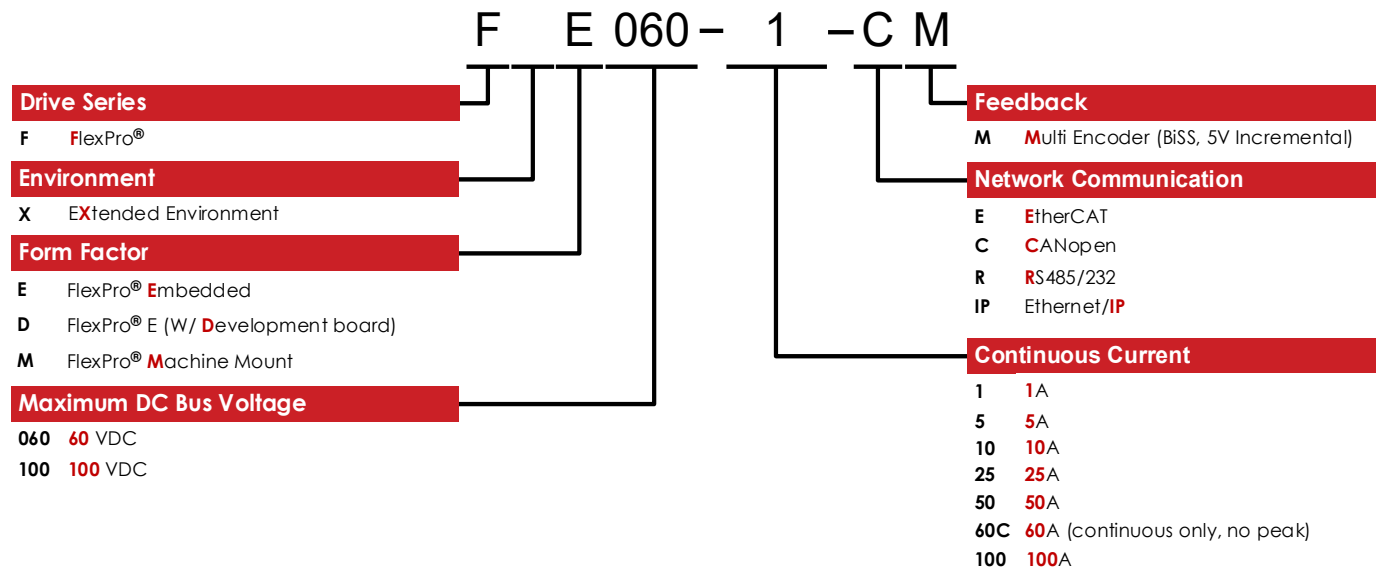 F E 060 – 1 – C M
Drive Series
F FlexPro®
Environment
X EXtended Environment
Form Factor
E FlexPro® Embedded
D FlexPro® E (W/ Development board)
M FlexPro® Machine Mount
Maximum DC Bus Voltage
060 60 VDC
100 100 VDC
Feedback
M Multi Encoder (BiSS, 5V Incremental)
Network Communication
E EtherCAT
C CANopen
R RS485/232
IP Ethernet/IP
Continuous Current
1 1A
5 5A
10 10A
25 25A
50 50A
60C 60A (continuous only, no peak)
100 100A